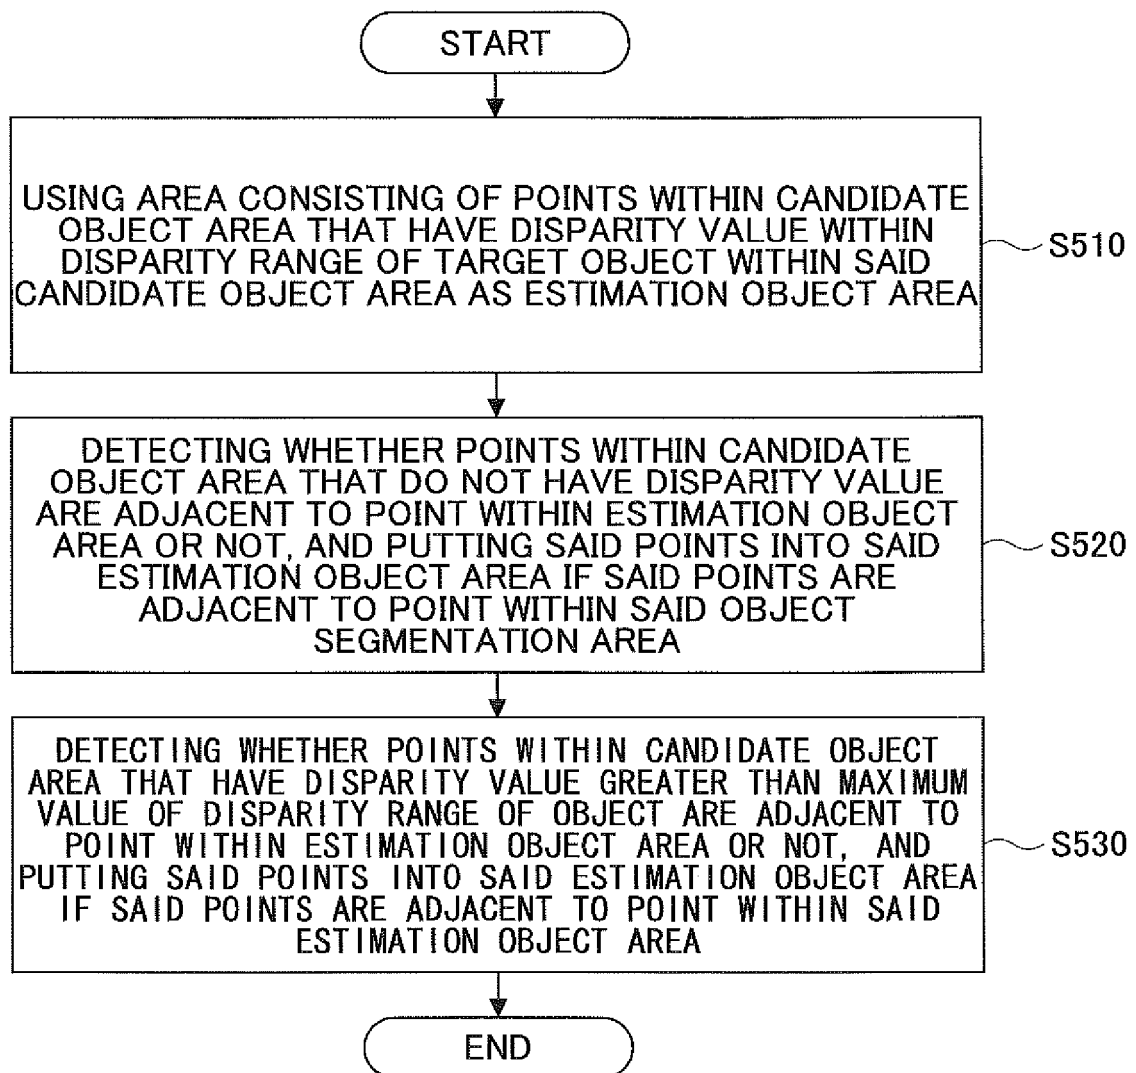 START
USING AREA CONSISTING OF POINTS WITHIN CANDIDATE
OBJECT AREA THAT HAVE DISPARITY VALUE WITHIN
DISPARITY RANGE OF TARGET OBJECT WITHIN SAID
CANDIDATE OBJECT AREA AS ESTIMATION OBJECT AREA
S510
DETECTING WHETHER POINTS WITHIN CANDIDATE
OBJECT AREA THAT DO NOT HAVE DISPARITY VALUE
ARE ADJACENT TO POINT WITHIN ESTIMATION OBJECT
AREA OR NOT, AND PUTTING SAID POINTS INTO SAID
ESTIMATION OBJECT AREA IF SAID POINTS ARE
ADJACENT TO POINT WITHIN SAID OBJECT
SEGMENTATION AREA
S520
DETECTING WHETHER POINTS WITHIN CANDIDATE OBJECT
AREA THAT HAVE DISPARITY VALUE GREATER THAN MAXIMUM
VALUE OF DISPARITY RANGE OF OBJECT ARE ADJACENT TO
POINT WITHIN ESTIMATION OBJECT AREA OR NOT, AND
PUTTING SAID POINTS INTO SAID ESTIMATION OBJECT AREA
IF SAID POINTS ARE ADJACENT TO POINT WITHIN SAID
ESTIMATION OBJECT AREA
S530
END